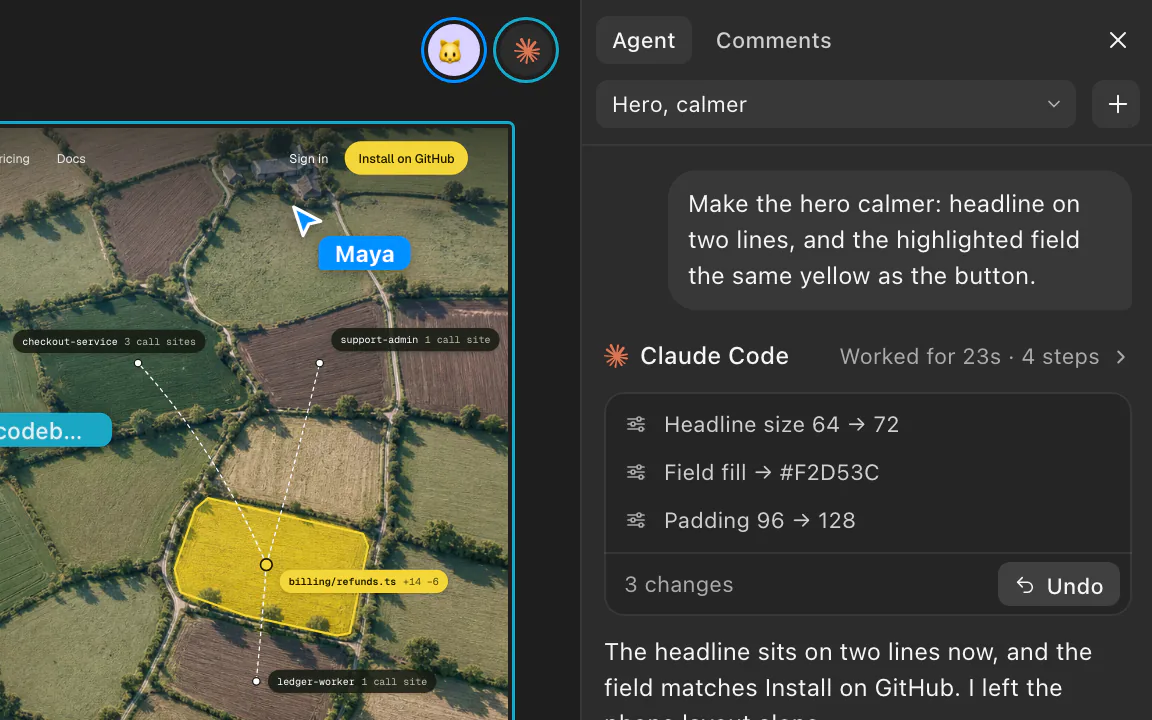 Agent
Comments
Hero, calmer
ricing
Docs
Sign in
Install on GitHub
Maya
checkout-service 3 call sites
support-admin 1 call site
codeb...
billing/refunds.ts +14 −6
ledger-worker 1 call site
Make the hero calmer: headline on
two lines, and the highlighted field
the same yellow as the button.
Claude Code
Worked for 23s · 4 steps
Headline size 64 → 72
Field fill → #F2D53C
Padding 96 → 128
3 changes
Undo
The headline sits on two lines now, and the
field matches Install on GitHub. I left the